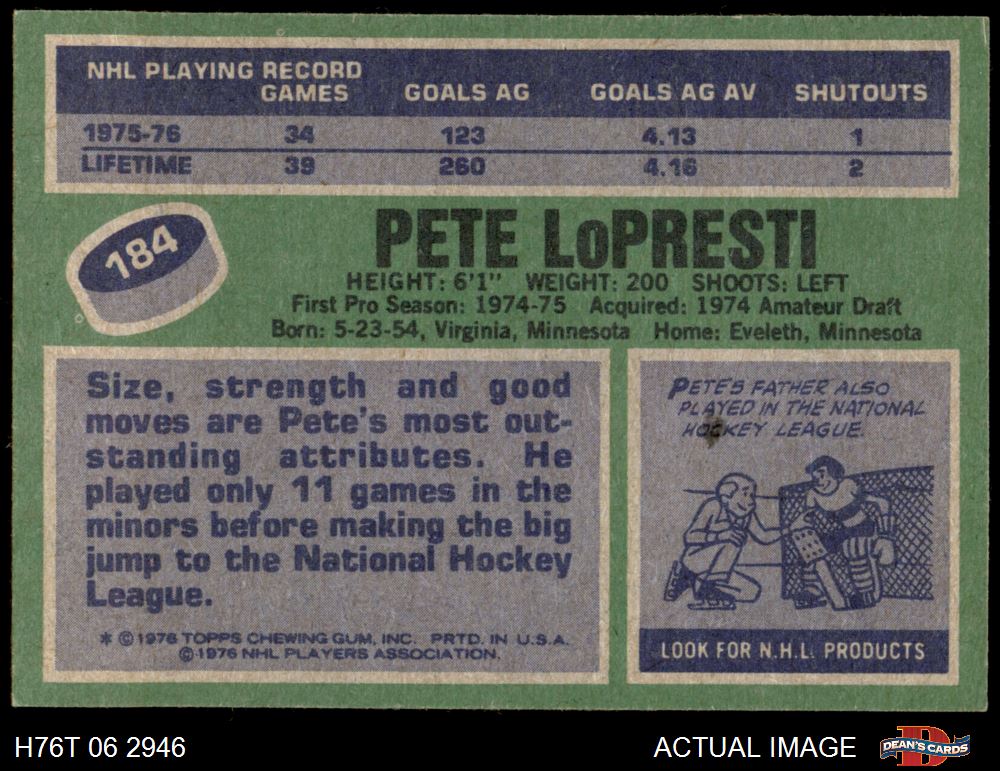 NHL PLAYING RECORD
GAMES GOALS AG GOALS AG AV SHUTOUTS
1975-76 34 123 4.13 1
LIFETIME 39 260 4.16 2
184
PETE LoPRESTI
HEIGHT: 6'1" WEIGHT: 200 SHOOTS: LEFT
First Pro Season: 1974-75 Acquired: 1974 Amateur Draft
Born: 5-23-54, Virginia, Minnesota Home: Eveleth, Minnesota
Size, strength and good
moves are Pete's most out-
standing attributes. He
played only 11 games in the
minors before making the big
jump to the National Hockey
League.
* © 1976 TOPPS CHEWING GUM, INC. PRTD. IN U.S.A.
© 1976 NHL PLAYERS ASSOCIATION.
PETE'S FATHER ALSO
PLAYED IN THE NATIONAL
HOCKEY LEAGUE.
LOOK FOR N.H.L. PRODUCTS
H76T 06 2946 ACTUAL IMAGE
DEAN'S CARDS